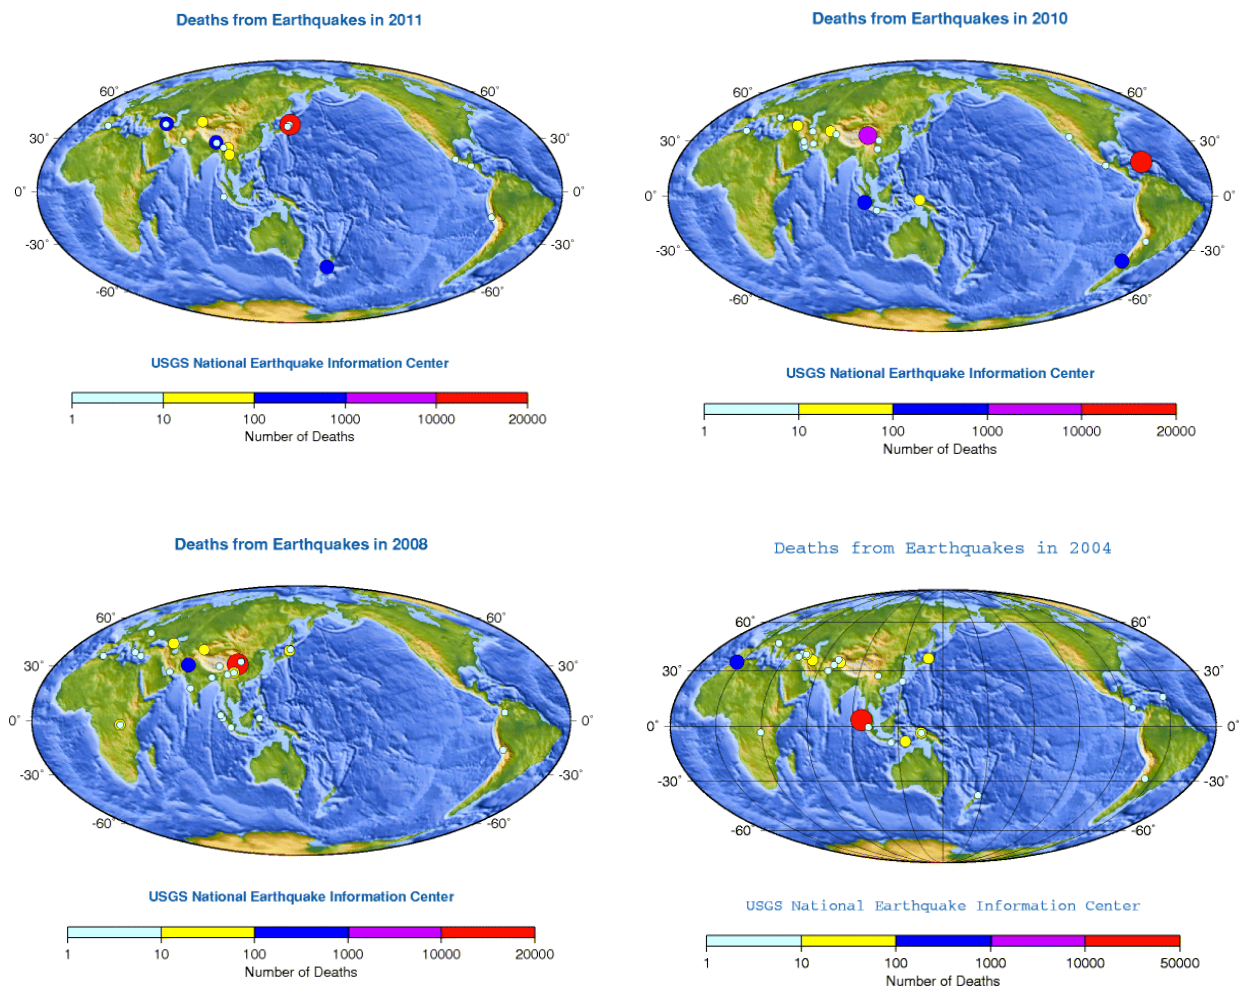 Deaths from Earthquakes in 2011
60°
60°
30°
30°
0°
0°
-30°
-30°
-60°
-60°
USGS National Earthquake Information Center
1 10 100 1000 10000 20000
Number of Deaths
Deaths from Earthquakes in 2010
60°
60°
30°
30°
0°
0°
-30°
-30°
-60°
-60°
USGS National Earthquake Information Center
1 10 100 1000 10000 20000
Number of Deaths
Deaths from Earthquakes in 2008
60°
60°
30°
30°
0°
0°
-30°
-30°
-60°
-60°
USGS National Earthquake Information Center
1 10 100 1000 10000 20000
Number of Deaths
Deaths from Earthquakes in 2004
60°
60°
30°
30°
0°
0°
-30°
-30°
-60°
-60°
USGS National Earthquake Information Center
1 10 100 1000 10000 50000
Number of Deaths